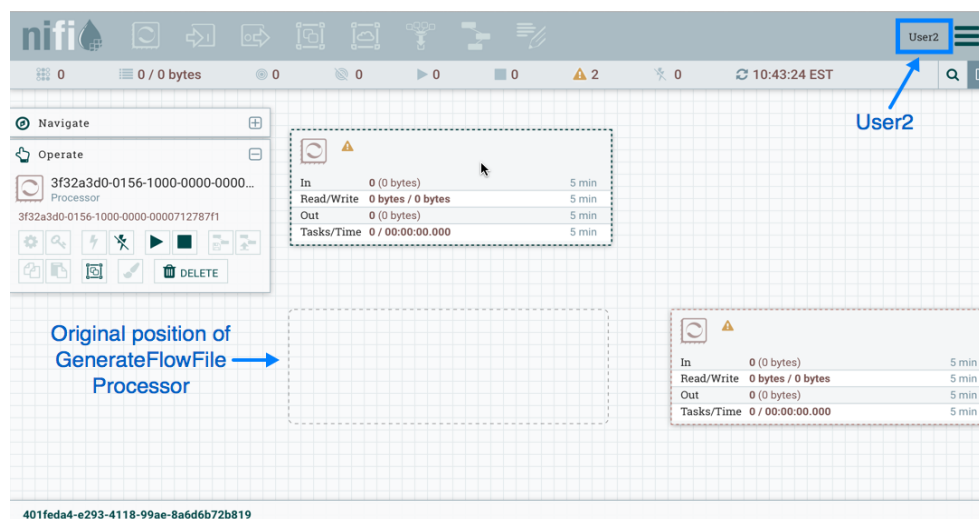 nifi
User2
0
0 / 0 bytes
0
0
0
0
2
0
10:43:24 EST
User2
Navigate
Operate
3f32a3d0-0156-1000-0000-0000...
Processor
3f32a3d0-0156-1000-0000-0000712787f1
DELETE
In 0 (0 bytes) 5 min
Read/Write 0 bytes / 0 bytes 5 min
Out 0 (0 bytes) 5 min
Tasks/Time 0 / 00:00:00.000 5 min
Original position of
GenerateFlowFile
Processor
In 0 (0 bytes) 5 min
Read/Write 0 bytes / 0 bytes 5 min
Out 0 (0 bytes) 5 min
Tasks/Time 0 / 00:00:00.000 5 min
401feda4-e293-4118-99ae-8a6d6b72b819